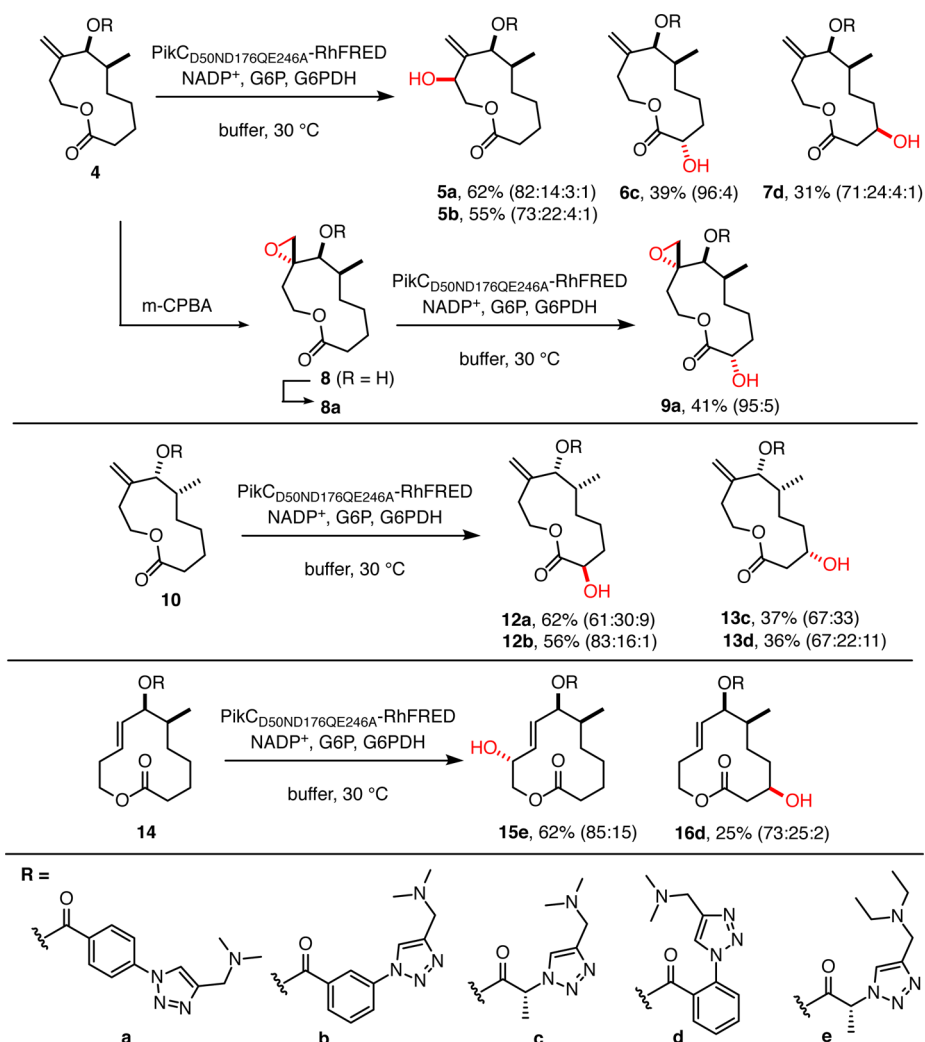 OR
PikC_D50ND176QE246A-RhFRED
NADP+, G6P, G6PDH
buffer, 30 °C
O
O
4
OR
HO
O
O
5a, 62% (82:14:3:1)
5b, 55% (73:22:4:1)
OR
O
O
OH
6c, 39% (96:4)
OR
O
O
OH
7d, 31% (71:24:4:1)
m-CPBA
O
OR
O
O
8 (R = H)
8a
PikC_D50ND176QE246A-RhFRED
NADP+, G6P, G6PDH
buffer, 30 °C
O
OR
O
O
OH
9a, 41% (95:5)
OR
O
O
10
PikC_D50ND176QE246A-RhFRED
NADP+, G6P, G6PDH
buffer, 30 °C
OR
O
O
OH
12a, 62% (61:30:9)
12b, 56% (83:16:1)
OR
O
O
OH
13c, 37% (67:33)
13d, 36% (67:22:11)
OR
O
O
14
PikC_D50ND176QE246A-RhFRED
NADP+, G6P, G6PDH
buffer, 30 °C
OR
HO
O
O
15e, 62% (85:15)
OR
O
O
OH
16d, 25% (73:25:2)
R =
O
N
N
N
N
a
O
N
N
N
N
b
O
N
N
N
N
c
N
N
N
N
O
d
O
N
N
N
N
e